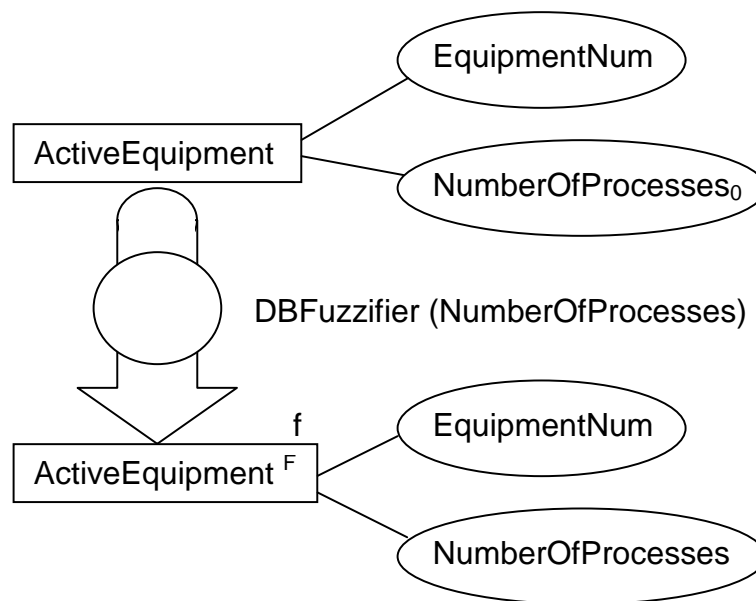 EquipmentNum
ActiveEquipment
NumberOfProcesses₀
DBFuzzifier (NumberOfProcesses)
f
EquipmentNum
ActiveEquipment F
NumberOfProcesses